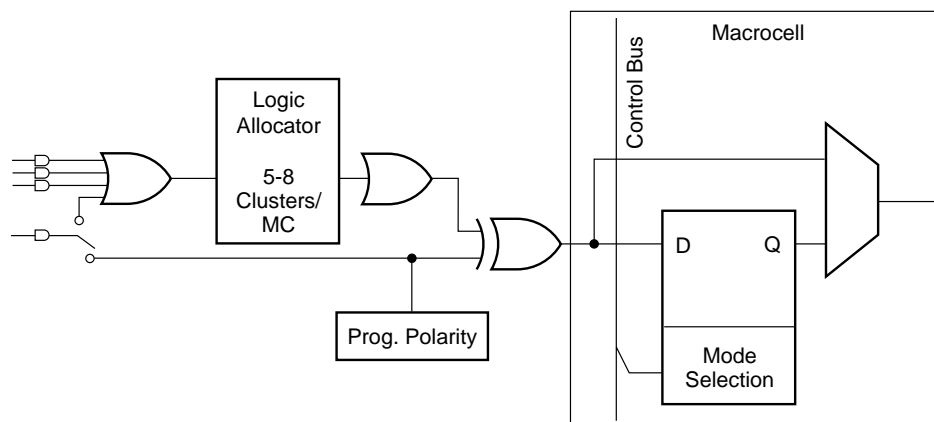 Macrocell
Control Bus
Logic
Allocator
5-8
Clusters/
MC
D
Q
Prog. Polarity
Mode
Selection